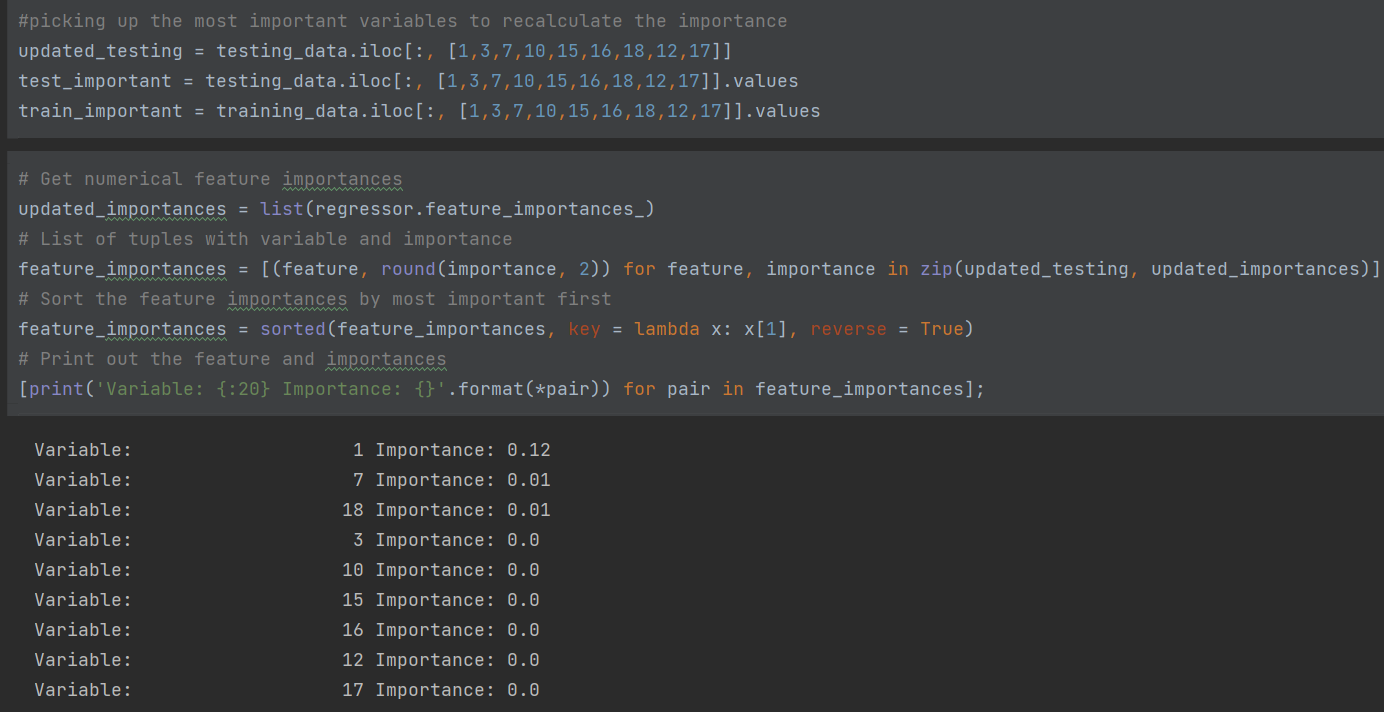 #picking up the most important variables to recalculate the importance
updated_testing = testing_data.iloc[:, [1,3,7,10,15,16,18,12,17]]
test_important = testing_data.iloc[:, [1,3,7,10,15,16,18,12,17]].values
train_important = training_data.iloc[:, [1,3,7,10,15,16,18,12,17]].values
# Get numerical feature importances
updated_importances = list(regressor.feature_importances_)
# List of tuples with variable and importance
feature_importances = [(feature, round(importance, 2)) for feature, importance in zip(updated_testing, updated_importances)]
# Sort the feature importances by most important first
feature_importances = sorted(feature_importances, key = lambda x: x[1], reverse = True)
# Print out the feature and importances
[print('Variable: {:20} Importance: {}'.format(*pair)) for pair in feature_importances];
Variable:                    1 Importance: 0.12
Variable:                    7 Importance: 0.01
Variable:                   18 Importance: 0.01
Variable:                    3 Importance: 0.0
Variable:                   10 Importance: 0.0
Variable:                   15 Importance: 0.0
Variable:                   16 Importance: 0.0
Variable:                   12 Importance: 0.0
Variable:                   17 Importance: 0.0